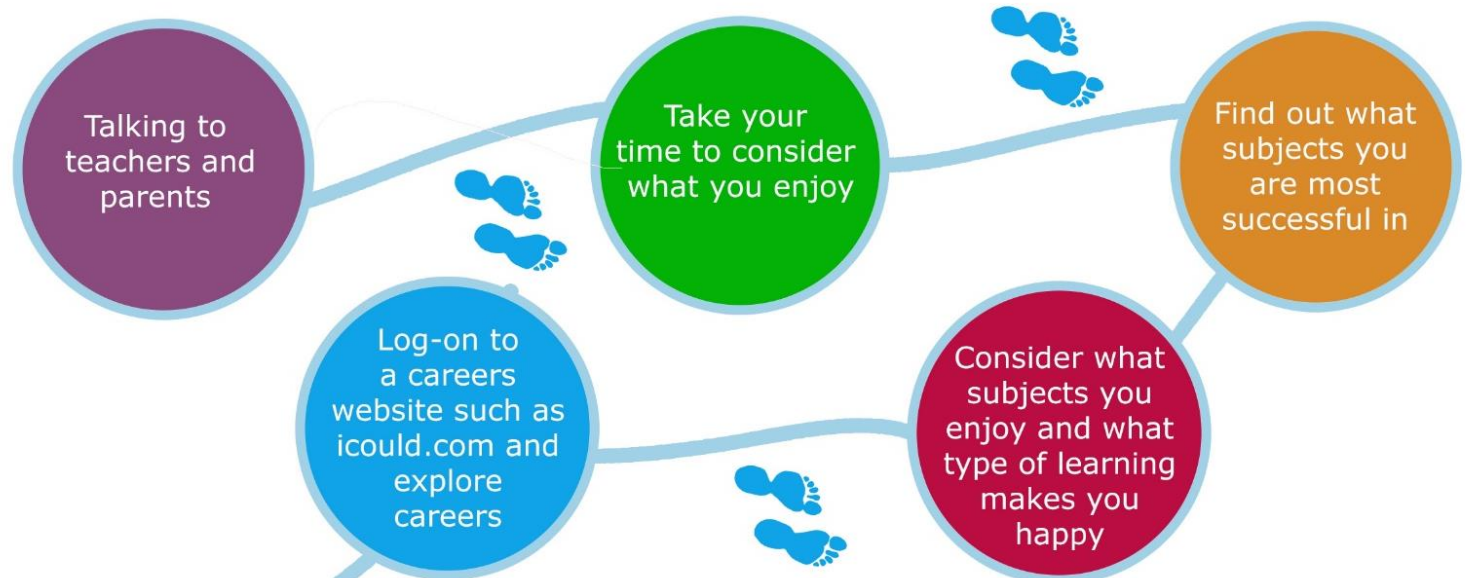 Talking to
teachers and
parents
Take your
time to consider
what you enjoy
Find out what
subjects you
are most
successful in
Consider what
subjects you
enjoy and what
type of learning
makes you
happy
Log-on to
a careers
website such as
icould.com and
explore
careers